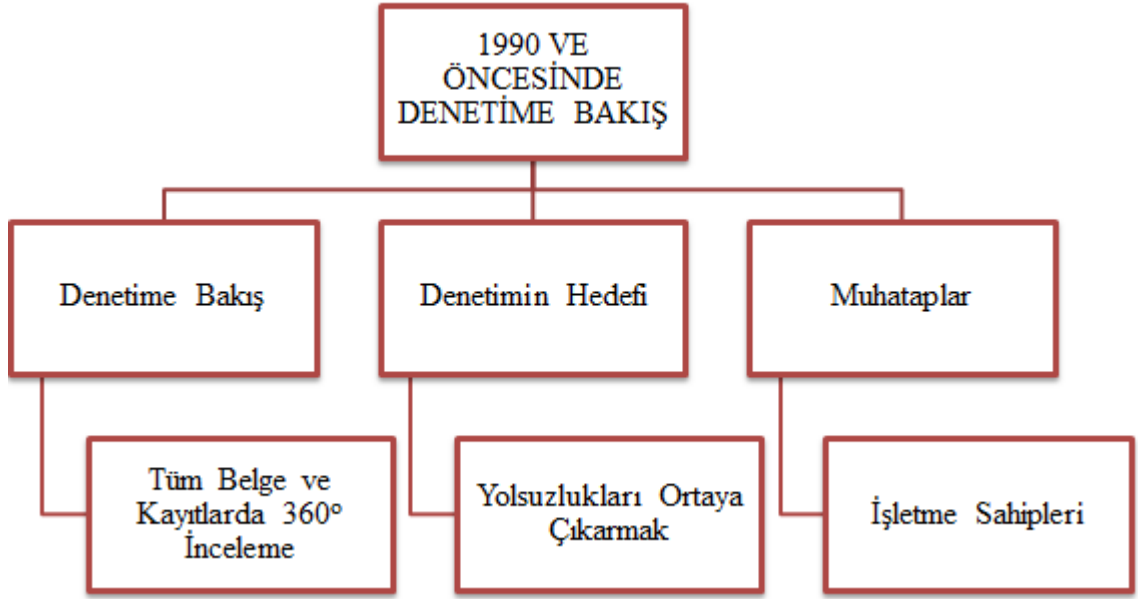 1990 VE
ÖNCESİNDE
DENETİME BAKIŞ
Denetime Bakış
Denetimin Hedefi
Muhataplar
Tüm Belge ve
Kayıtlarda 360°
İnceleme
Yolsuzlukları Ortaya
Çıkarmak
İşletme Sahipleri